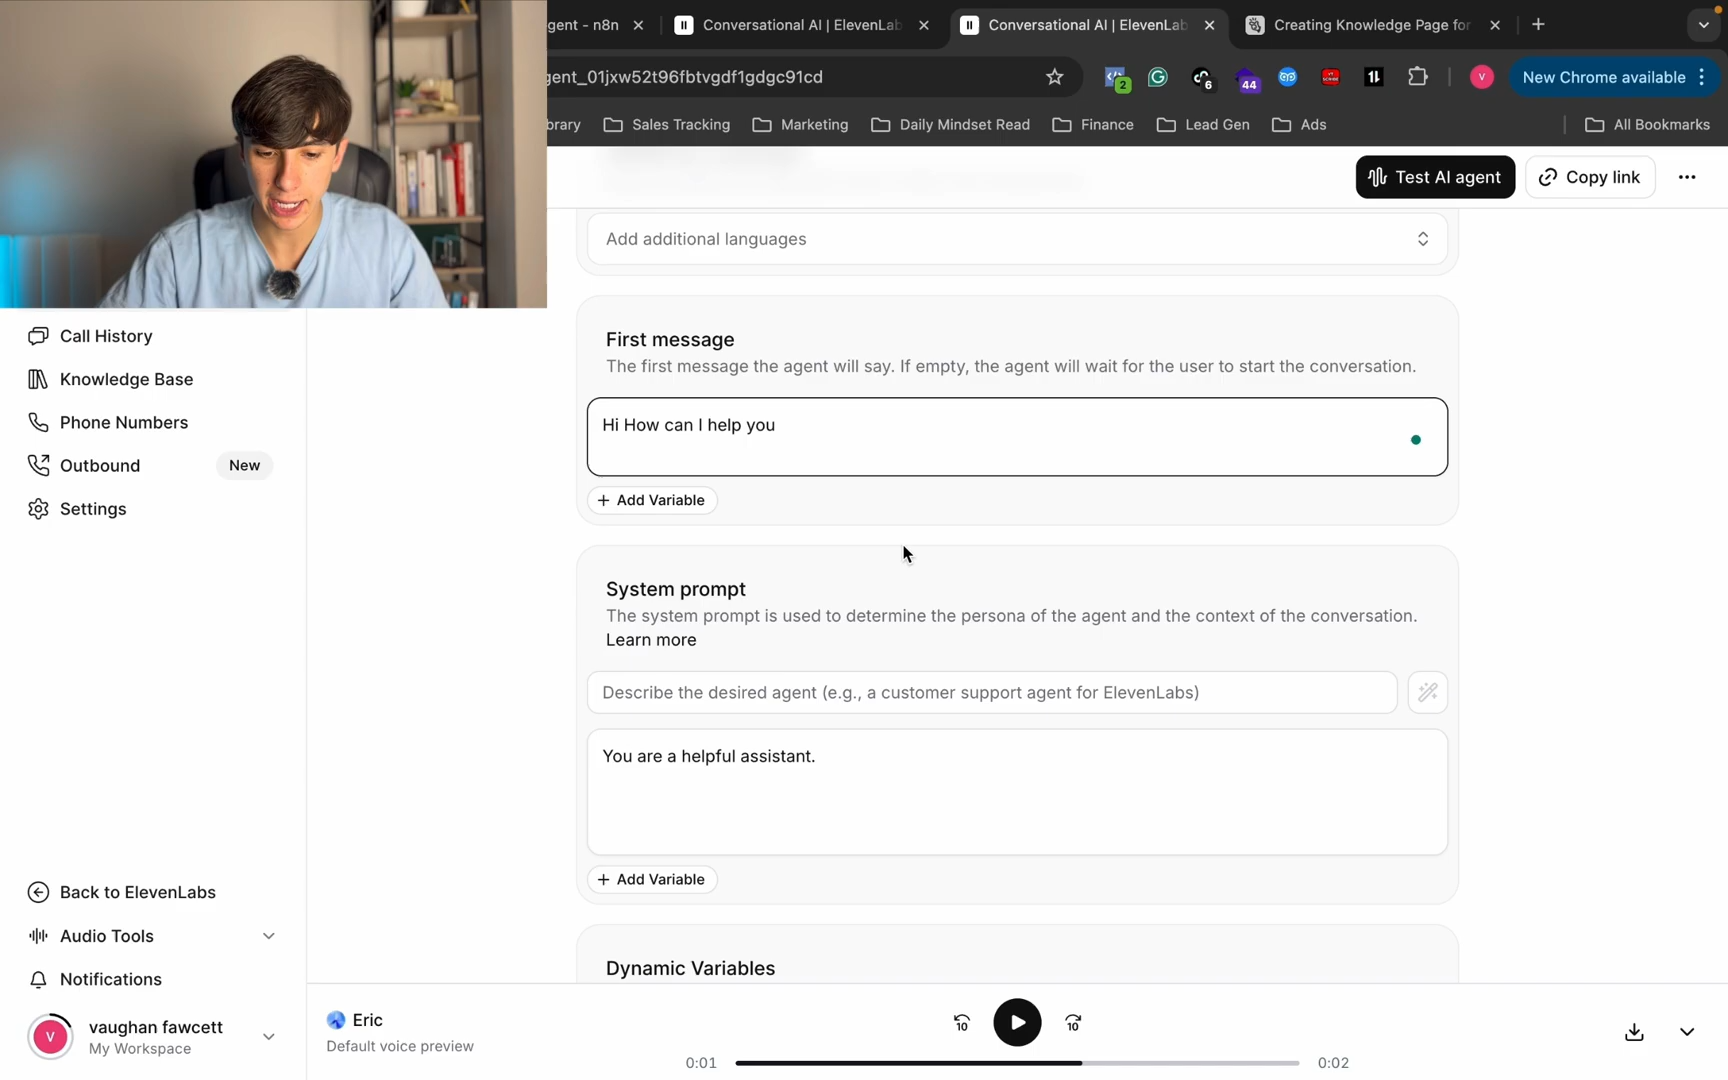 gent - n8n
Conversational AI | ElevenLab
Conversational AI | ElevenLab
Creating Knowledge Page for
gent_01jxw52t96fbtvgdf1gdgc91cd
2
6
44
V
New Chrome available
brary
Sales Tracking
Marketing
Daily Mindset Read
Finance
Lead Gen
Ads
All Bookmarks
Test AI agent
Copy link
Add additional languages
First message
The first message the agent will say. If empty, the agent will wait for the user to start the conversation.
Hi How can I help you
+ Add Variable
System prompt
The system prompt is used to determine the persona of the agent and the context of the conversation.
Learn more
Describe the desired agent (e.g., a customer support agent for ElevenLabs)
You are a helpful assistant.
+ Add Variable
Dynamic Variables
Call History
Knowledge Base
Phone Numbers
Outbound
New
Settings
Back to ElevenLabs
Audio Tools
Notifications
V
vaughan fawcett
My Workspace
Eric
Default voice preview
10
10
0:01
0:02